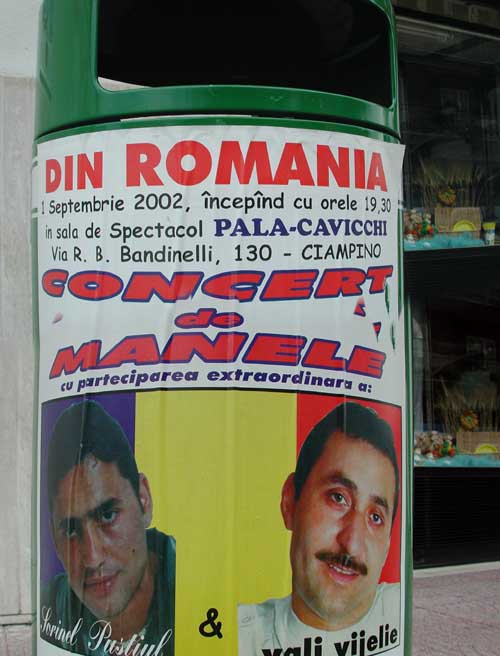 DIN ROMANIA
1 Septembrie 2002, începînd cu orele 19,30
in sala de Spectacol PALA-CAVICCHI
Via R. B. Bandinelli, 130 - CIAMPINO
CONCERT
de
MANELE
cu parteciparea extraordinara a:
Sorinel Pustiul
&
vali vijelie